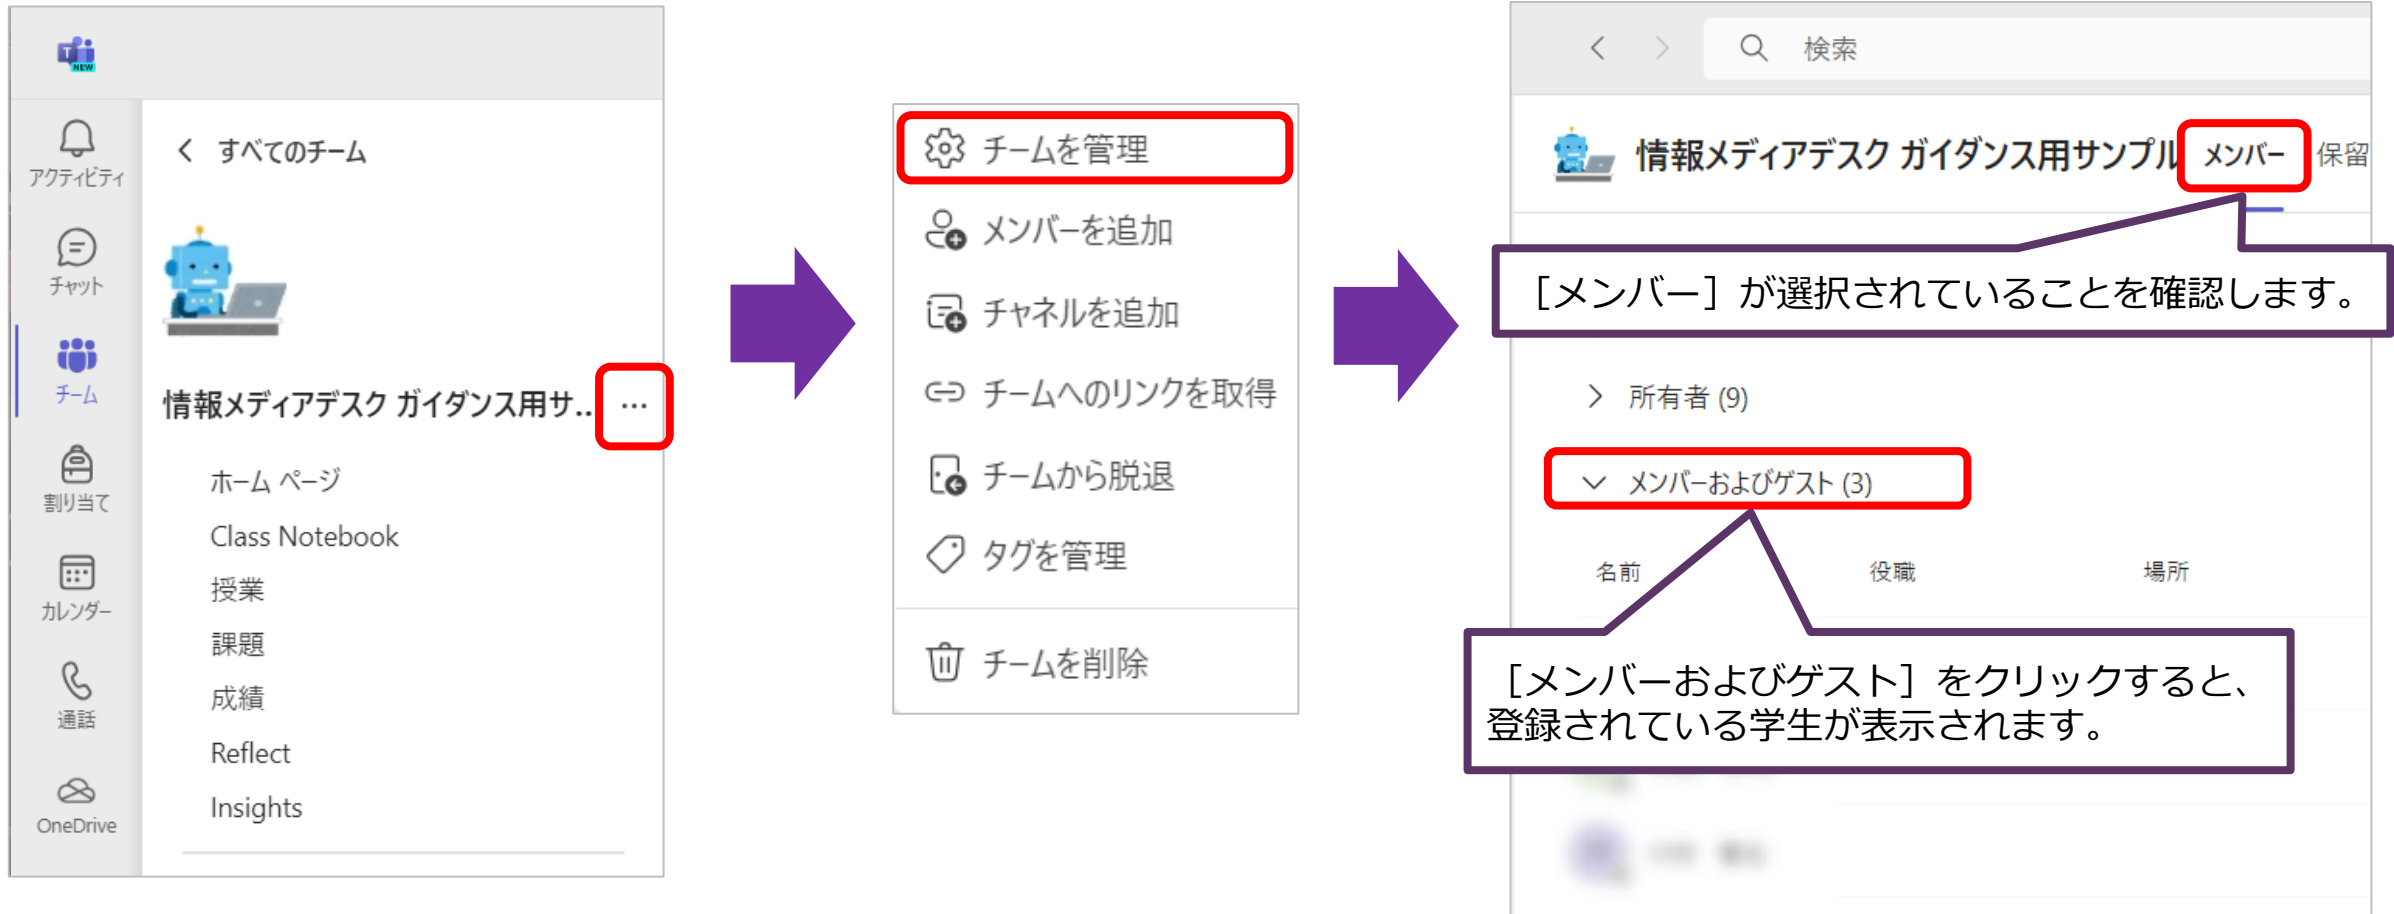 T
NEW
アクティビティ
チャット
チーム
割り当て
カレンダー
通話
OneDrive
すべてのチーム
情報メディアデスク ガイダンス用サ... …
ホーム ページ
Class Notebook
授業
課題
成績
Reflect
Insights
チームを管理
メンバーを追加
チャネルを追加
チームへのリンクを取得
チームから脱退
タグを管理
チームを削除
検索
情報メディアデスク ガイダンス用サンプル メンバー 保留
［メンバー］が選択されていることを確認します。
所有者 (9)
メンバーおよびゲスト (3)
名前 役職 場所
［メンバーおよびゲスト］をクリックすると、
登録されている学生が表示されます。